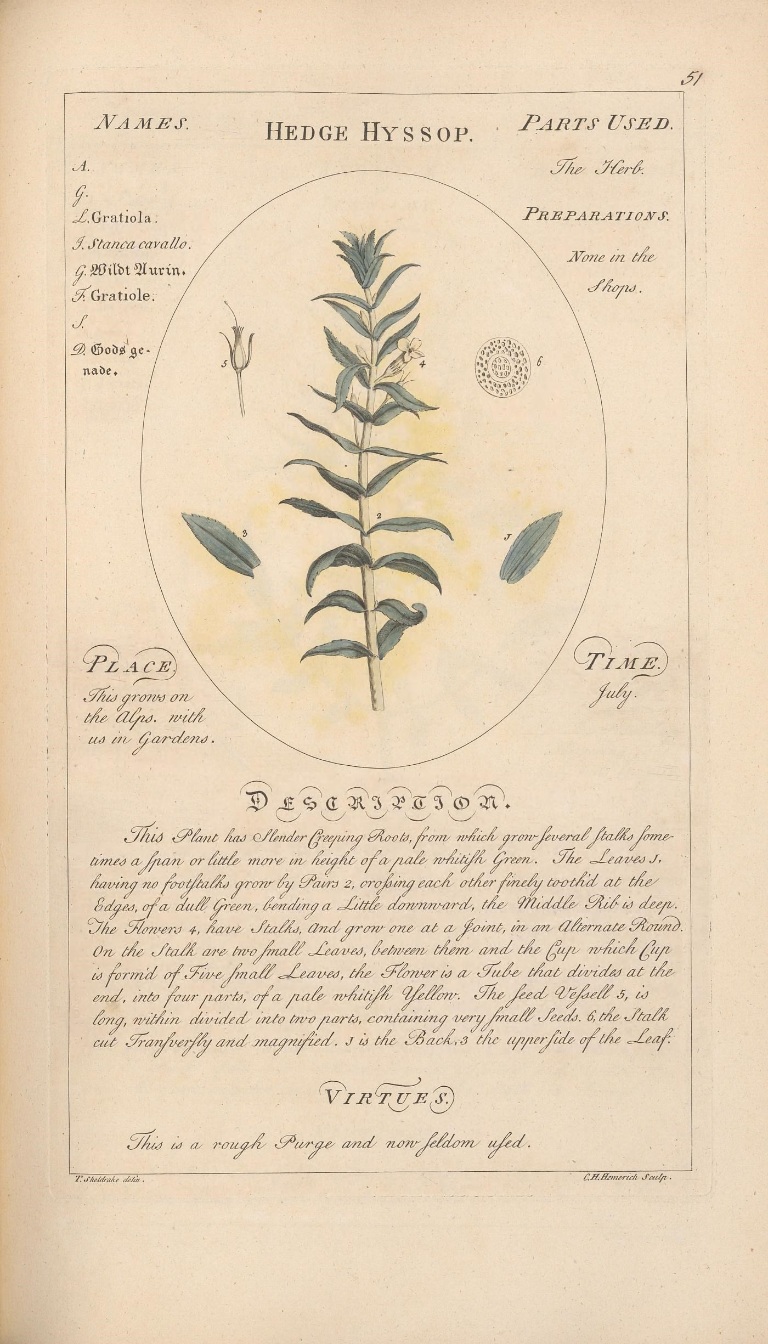 51
NAMES.
HEDGE HYSSOP.
PARTS USED.
A.
G.
L. Gratiola.
I. Stanca cavallo.
G. Wildt Aurin.
F. Gratiole.
S.
D. Gods ge-
nade.
The Herb.
PREPARATIONS.
None in the
Shops.
5
4
6
2
3
1
PLACE.
This grows on
the Alps. with
us in Gardens.
TIME.
July.
DESCRIPTION.
This Plant has Slender Creeping Roots, from which grow ſeveral ſtalks ſome-
times a ſpan or little more in height of a pale whitiſh Green. The Leaves 1,
having no footſtalks grow by Pairs 2, croſsing each other finely tooth'd at the
Edges, of a dull Green, bending a Little downward, the Middle Rib is deep.
The Flowers 4, have Stalks, and grow one at a Joint, in an Alternate Round.
On the Stalk are two ſmall Leaves, between them and the Cup which Cup
is form'd of Five ſmall Leaves, the Flower is a Tube that divides at the
end, into four parts, of a pale whitiſh Yellow. The ſeed Veſsell 5, is
long, within divided into two parts, containing very ſmall Seeds. 6, the Stalk
cut Tranſverſly and magnified. 1 is the Back, 3 the upper ſide of the Leaf.
VIRTUES.
This is a rough Purge and now ſeldom uſed.
T. Sheldrake delin.
C. H. Hemerich Sculp.